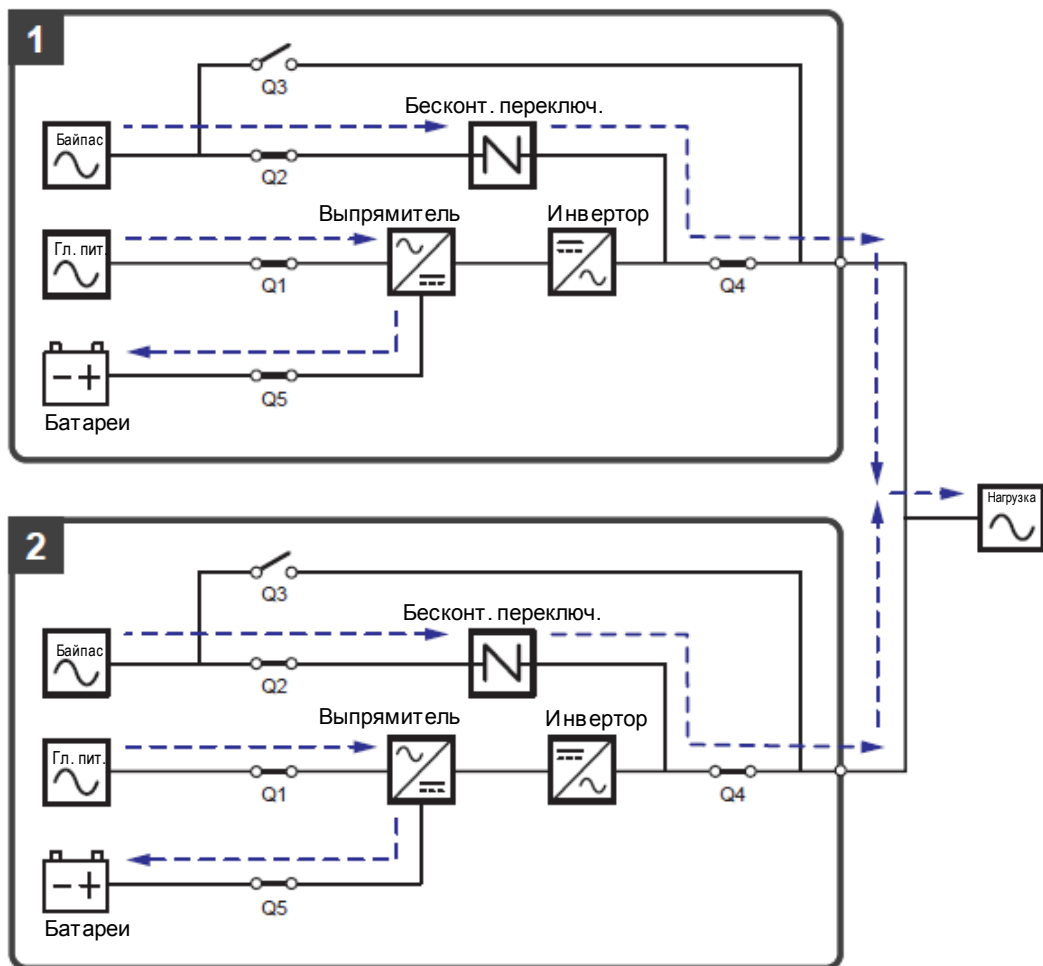 1
Q3
Бесконт. переключ.
Байпас
Q2
Выпрямитель
Инвертор
Гл. пит.
Q1
Q4
Q5
Батареи
Нагрузка
2
Q3
Бесконт. переключ.
Байпас
Q2
Выпрямитель
Инвертор
Гл. пит.
Q1
Q4
Q5
Батареи